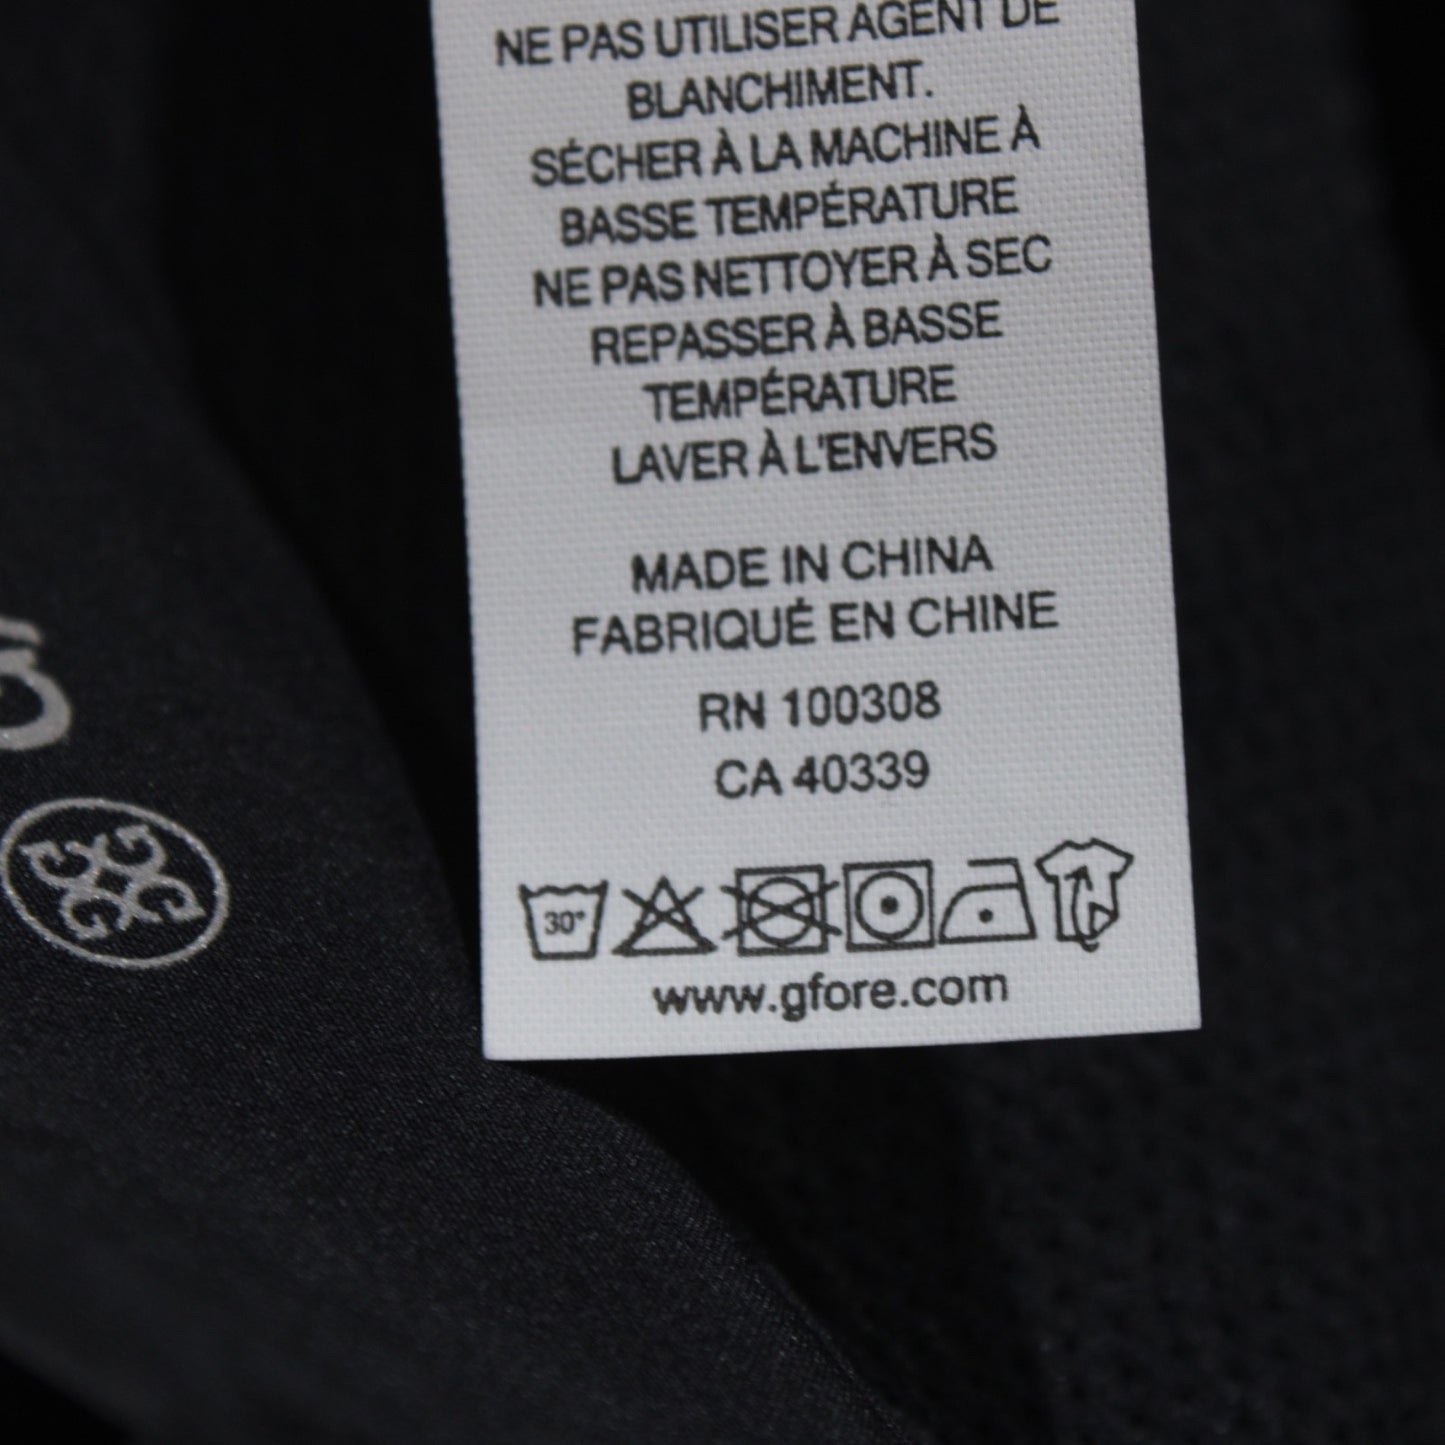 NE PAS UTILISER AGENT DE
BLANCHIMENT.
SÉCHER À LA MACHINE À
BASSE TEMPÉRATURE
NE PAS NETTOYER À SEC
REPASSER À BASSE
TEMPÉRATURE
LAVER À L'ENVERS
MADE IN CHINA
FABRIQUÉ EN CHINE
RN 100308
CA 40339
30°
www.gfore.com